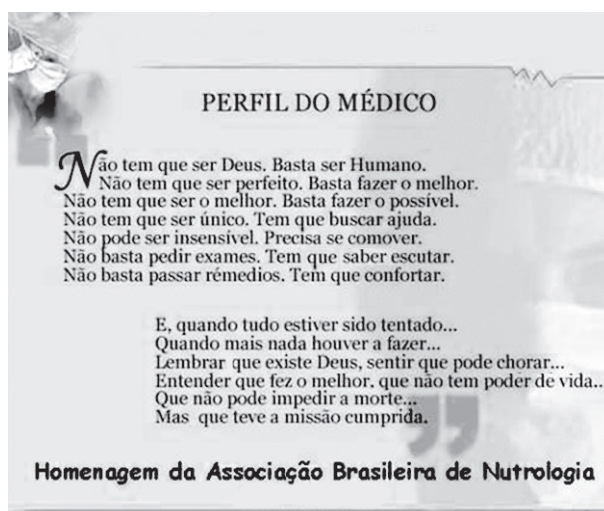 PERFIL DO MÉDICO
Não tem que ser Deus. Basta ser Humano.
Não tem que ser perfeito. Basta fazer o melhor.
Não tem que ser o melhor. Basta fazer o possível.
Não tem que ser único. Tem que buscar ajuda.
Não pode ser insensível. Precisa se comover.
Não basta pedir exames. Tem que saber escutar.
Não basta passar rémedios. Tem que confortar.
E, quando tudo estiver sido tentado...
Quando mais nada houver a fazer...
Lembrar que existe Deus, sentir que pode chorar...
Entender que fez o melhor, que não tem poder de vida..
Que não pode impedir a morte...
Mas que teve a missão cumprida.
Homenagem da Associação Brasileira de Nutrologia